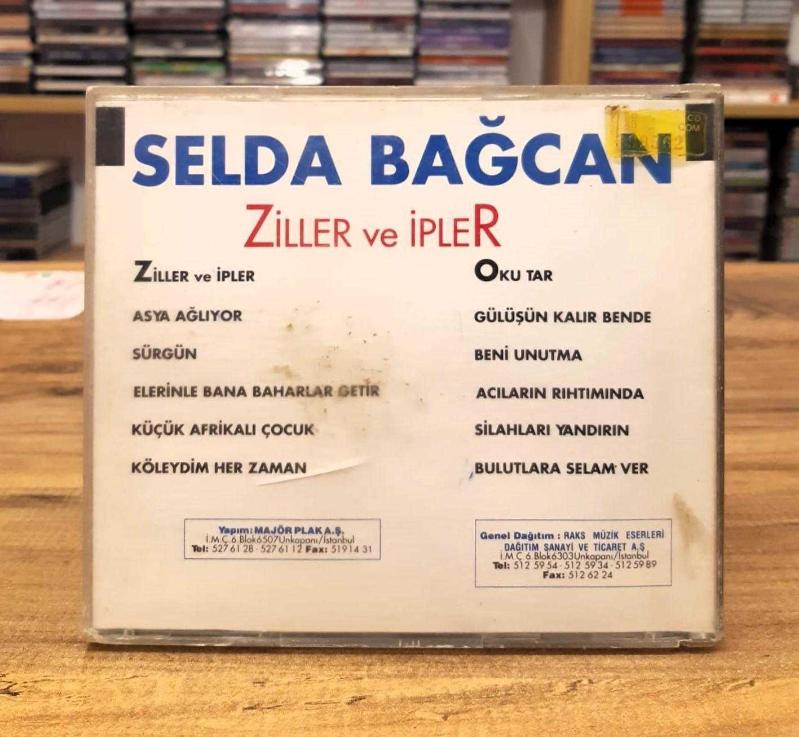 SELDA BAĞCAN
ZİLLER ve İPLER
ZİLLER ve İPLER
ASYA AĞLIYOR
SÜRGÜN
ELERİNLE BANA BAHARLAR GETİR
KÜÇÜK AFRİKALI ÇOCUK
KÖLEYDİM HER ZAMAN
OKU TAR
GÜLÜŞÜN KALIR BENDE
BENİ UNUTMA
ACILARIN RIHTIMINDA
SİLAHLARI YANDIRIN
BULUTLARA SELAM VER
Yapım: MAJÖR PLAK A.Ş.
İ.M.Ç. 6. Blok 6507 Unkapanı/İstanbul
Tel: 527 61 28 - 527 61 12 Fax: 519 14 31
Genel Dağıtım : RAKS MÜZİK ESERLERİ
DAĞITIM SANAYİ VE TİCARET A.Ş
İ.M.Ç 6. Blok 6303 Unkapanı/İstanbul
Tel: 512 59 54 - 512 59 34 - 512 59 89
Fax: 512 62 24
CD
COM